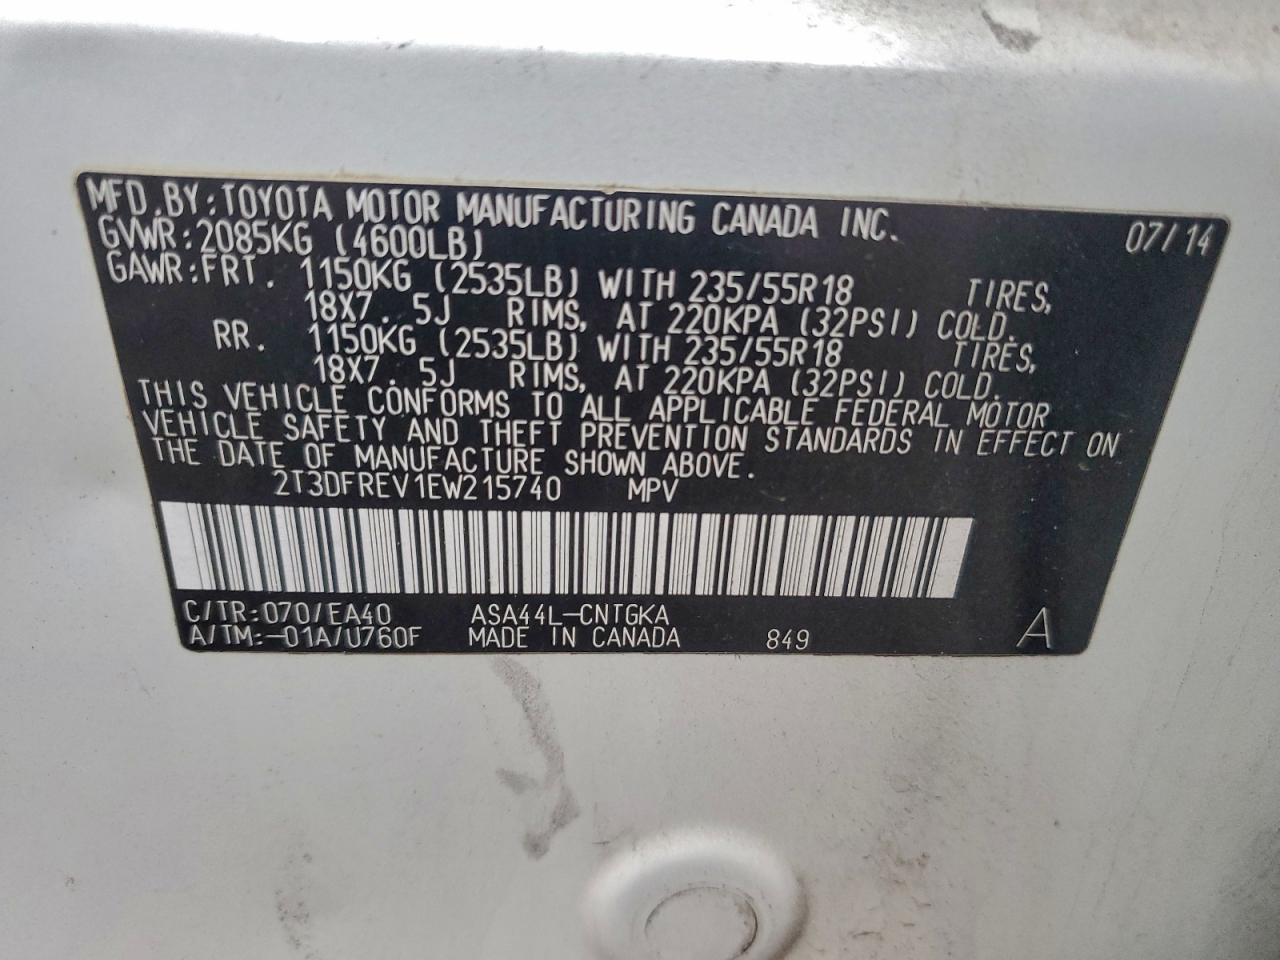 MFD.BY:TOYOTA MOTOR MANUFACTURING CANADA INC. 07/14
GVWR:2085KG (4600LB)
GAWR:FRT. 1150KG (2535LB) WITH 235/55R18 TIRES,
18X7.5J RIMS, AT 220KPA (32PSI) COLD.
RR. 1150KG (2535LB) WITH 235/55R18 TIRES,
18X7.5J RIMS, AT 220KPA (32PSI) COLD.
THIS VEHICLE CONFORMS TO ALL APPLICABLE FEDERAL MOTOR
VEHICLE SAFETY AND THEFT PREVENTION STANDARDS IN EFFECT ON
THE DATE OF MANUFACTURE SHOWN ABOVE.
2T3DFREV1EW215740 MPV
C/TR:070/EA40 ASA44L-CNTGKA
A/TM:-01A/U760F MADE IN CANADA 849 A